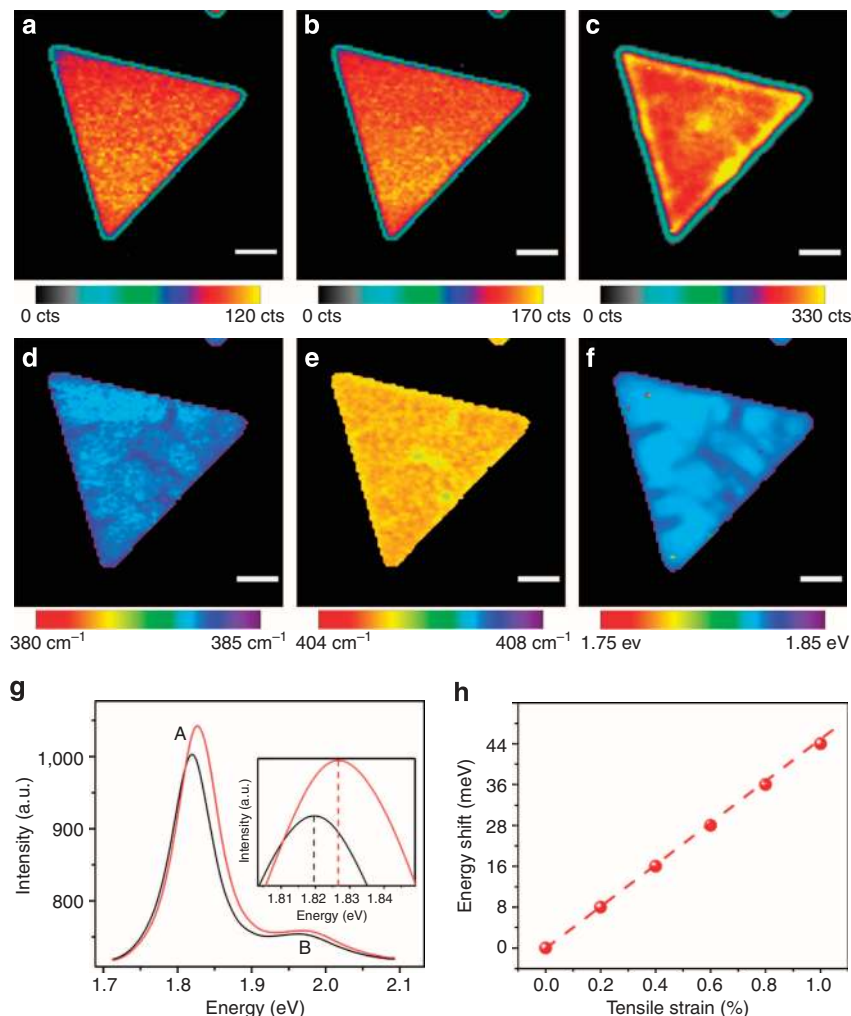 a b c
0 cts 120 cts 0 cts 170 cts 0 cts 330 cts
d e f
380 cm⁻¹ 385 cm⁻¹ 404 cm⁻¹ 408 cm⁻¹ 1.75 ev 1.85 eV
g
Intensity (a.u.)
1,000
900
800
A
B
1.7 1.8 1.9 2.0 2.1
Energy (eV)
Intensity (a.u.)
1.81 1.82 1.83 1.84
Energy (eV)
h
Energy shift (meV)
44
36
28
16
8
0
0.0 0.2 0.4 0.6 0.8 1.0
Tensile strain (%)